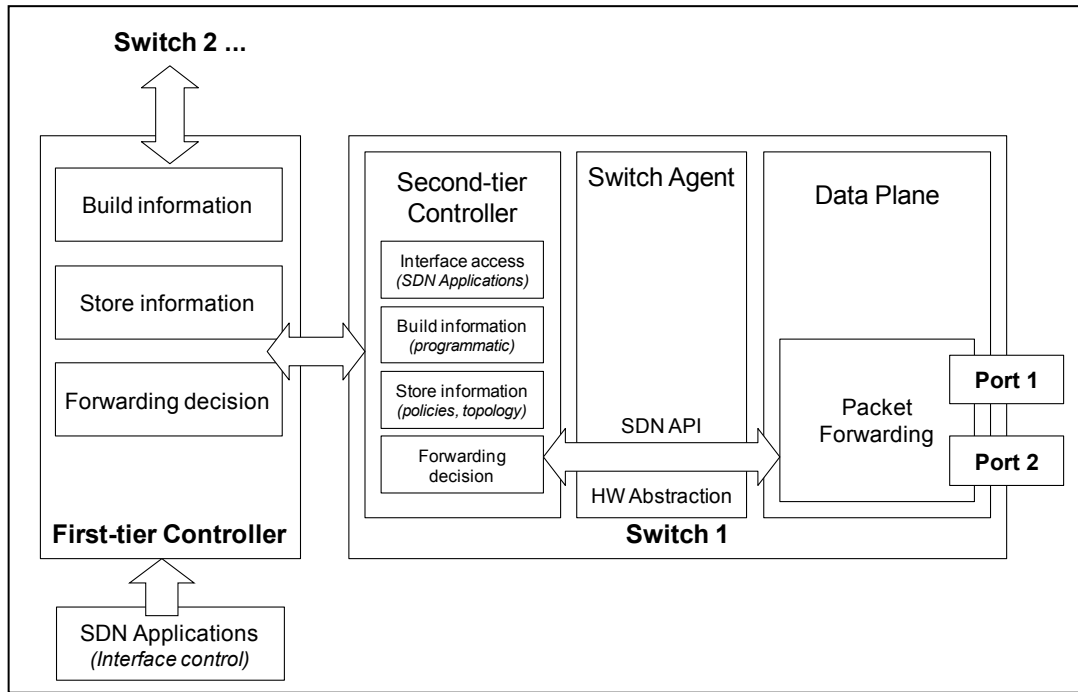 Switch 2 ...
Build information
Store information
Forwarding decision
First-tier Controller
SDN Applications
(Interface control)
Second-tier
Controller
Interface access
(SDN Applications)
Build information
(programmatic)
Store information
(policies, topology)
Forwarding
decision
Switch Agent
SDN API
HW Abstraction
Data Plane
Packet
Forwarding
Port 1
Port 2
Switch 1